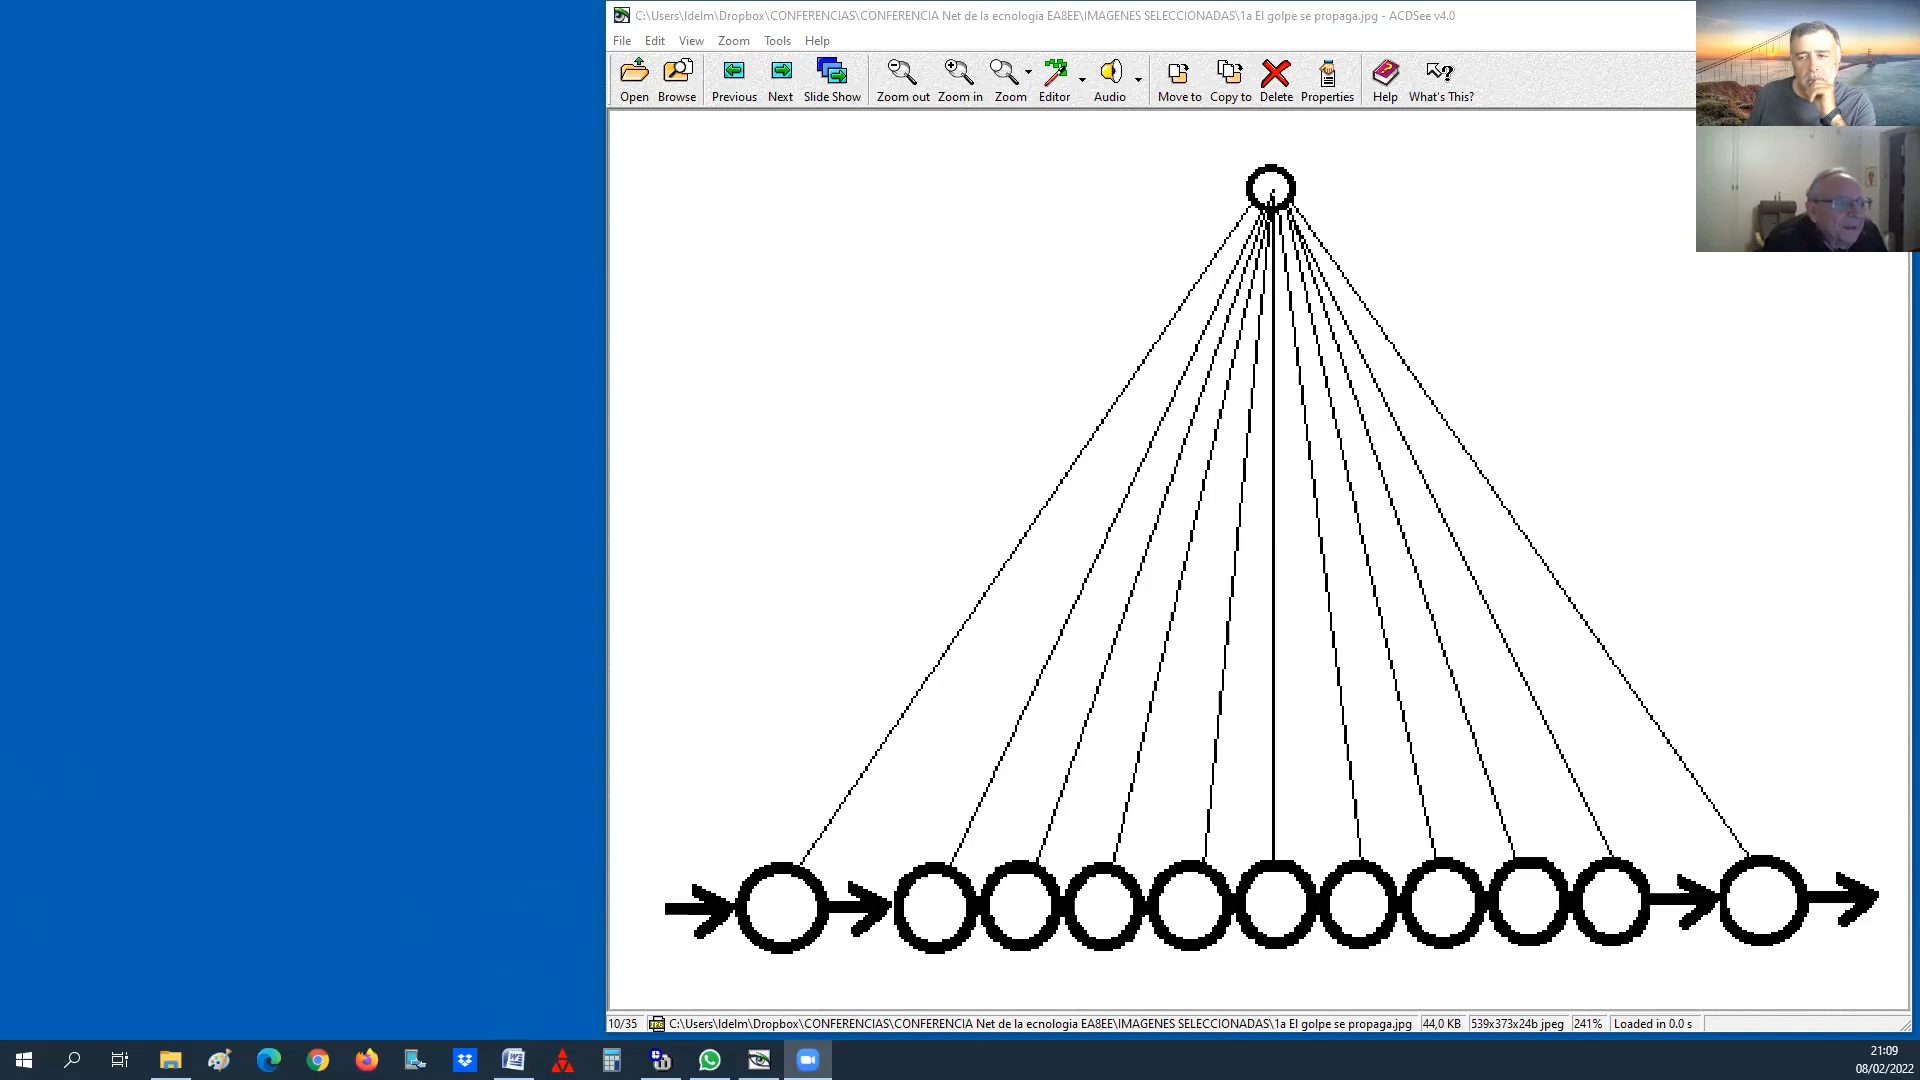 C:\Users\Idelm\Dropbox\CONFERENCIAS\CONFERENCIA Net de la ecnologia EA8EE\IMAGENES SELECCIONADAS\1a El golpe se propaga.jpg - ACDSee v4.0
File Edit View Zoom Tools Help
Open Browse Previous Next Slide Show Zoom out Zoom in Zoom Editor Audio Move to Copy to Delete Properties Help What's This?
10/35 C:\Users\Idelm\Dropbox\CONFERENCIAS\CONFERENCIA Net de la ecnologia EA8EE\IMAGENES SELECCIONADAS\1a El golpe se propaga.jpg 44,0 KB 539x373x24b jpeg 241% Loaded in 0.0 s
21:09
08/02/2022